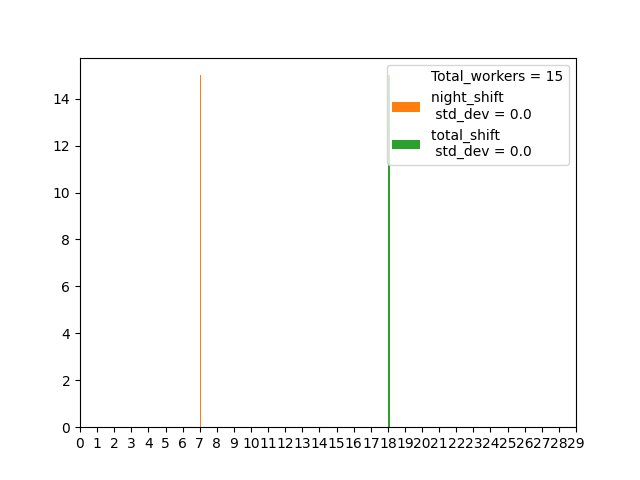 Total_workers = 15
night_shift
std_dev = 0.0
total_shift
std_dev = 0.0
14
12
10
8
6
4
2
0
0 1 2 3 4 5 6 7 8 9 10 11 12 13 14 15 16 17 18 19 20 21 22 23 24 25 26 27 28 29